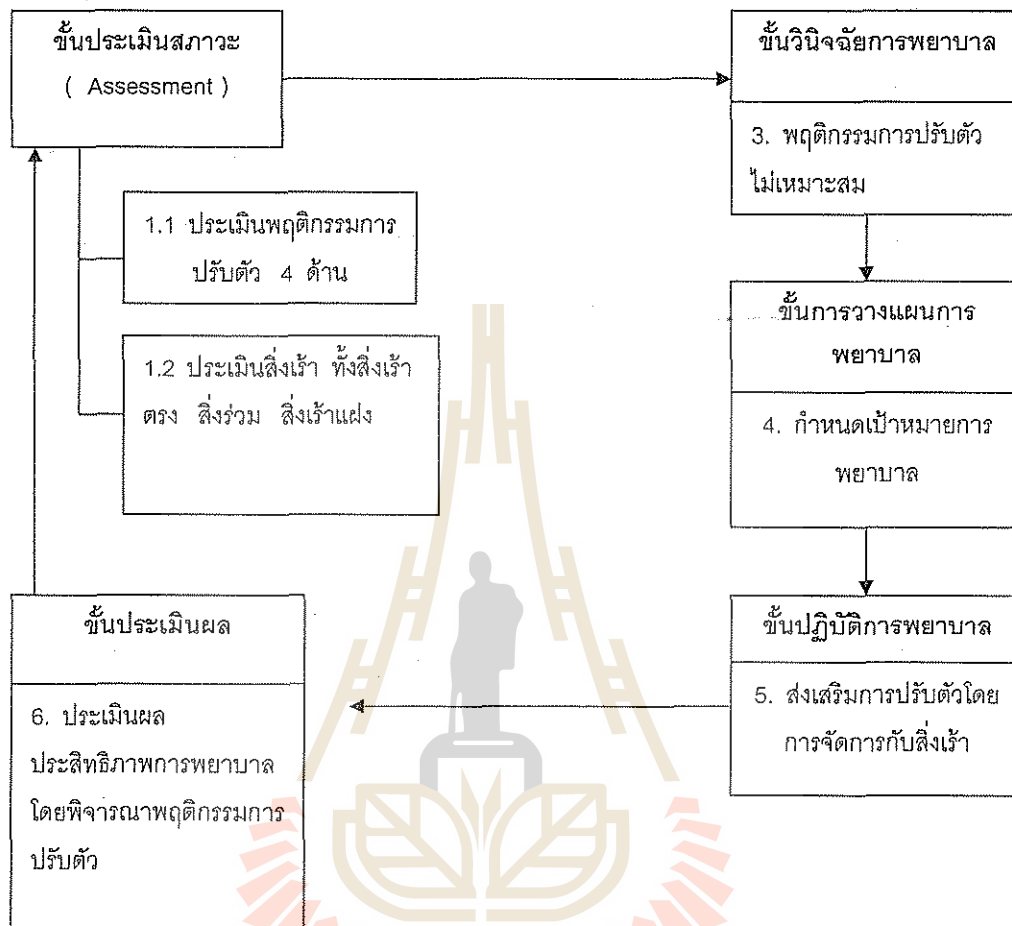 ขั้นประเมินสภาวะ
( Assessment )
1.1 ประเมินพฤติกรรมการ
ปรับตัว 4 ด้าน
1.2 ประเมินสิ่งเร้า ทั้งสิ่งเร้า
ตรง สิ่งร่วม สิ่งเร้าแฝง
ขั้นวินิจฉัยการพยาบาล
3. พฤติกรรมการปรับตัว
ไม่เหมาะสม
ขั้นการวางแผนการ
พยาบาล
4. กำหนดเป้าหมายการ
พยาบาล
ขั้นปฏิบัติการพยาบาล
5. ส่งเสริมการปรับตัวโดย
การจัดการกับสิ่งเร้า
ขั้นประเมินผล
6. ประเมินผล
ประสิทธิภาพการพยาบาล
โดยพิจารณาพฤติกรรมการ
ปรับตัว